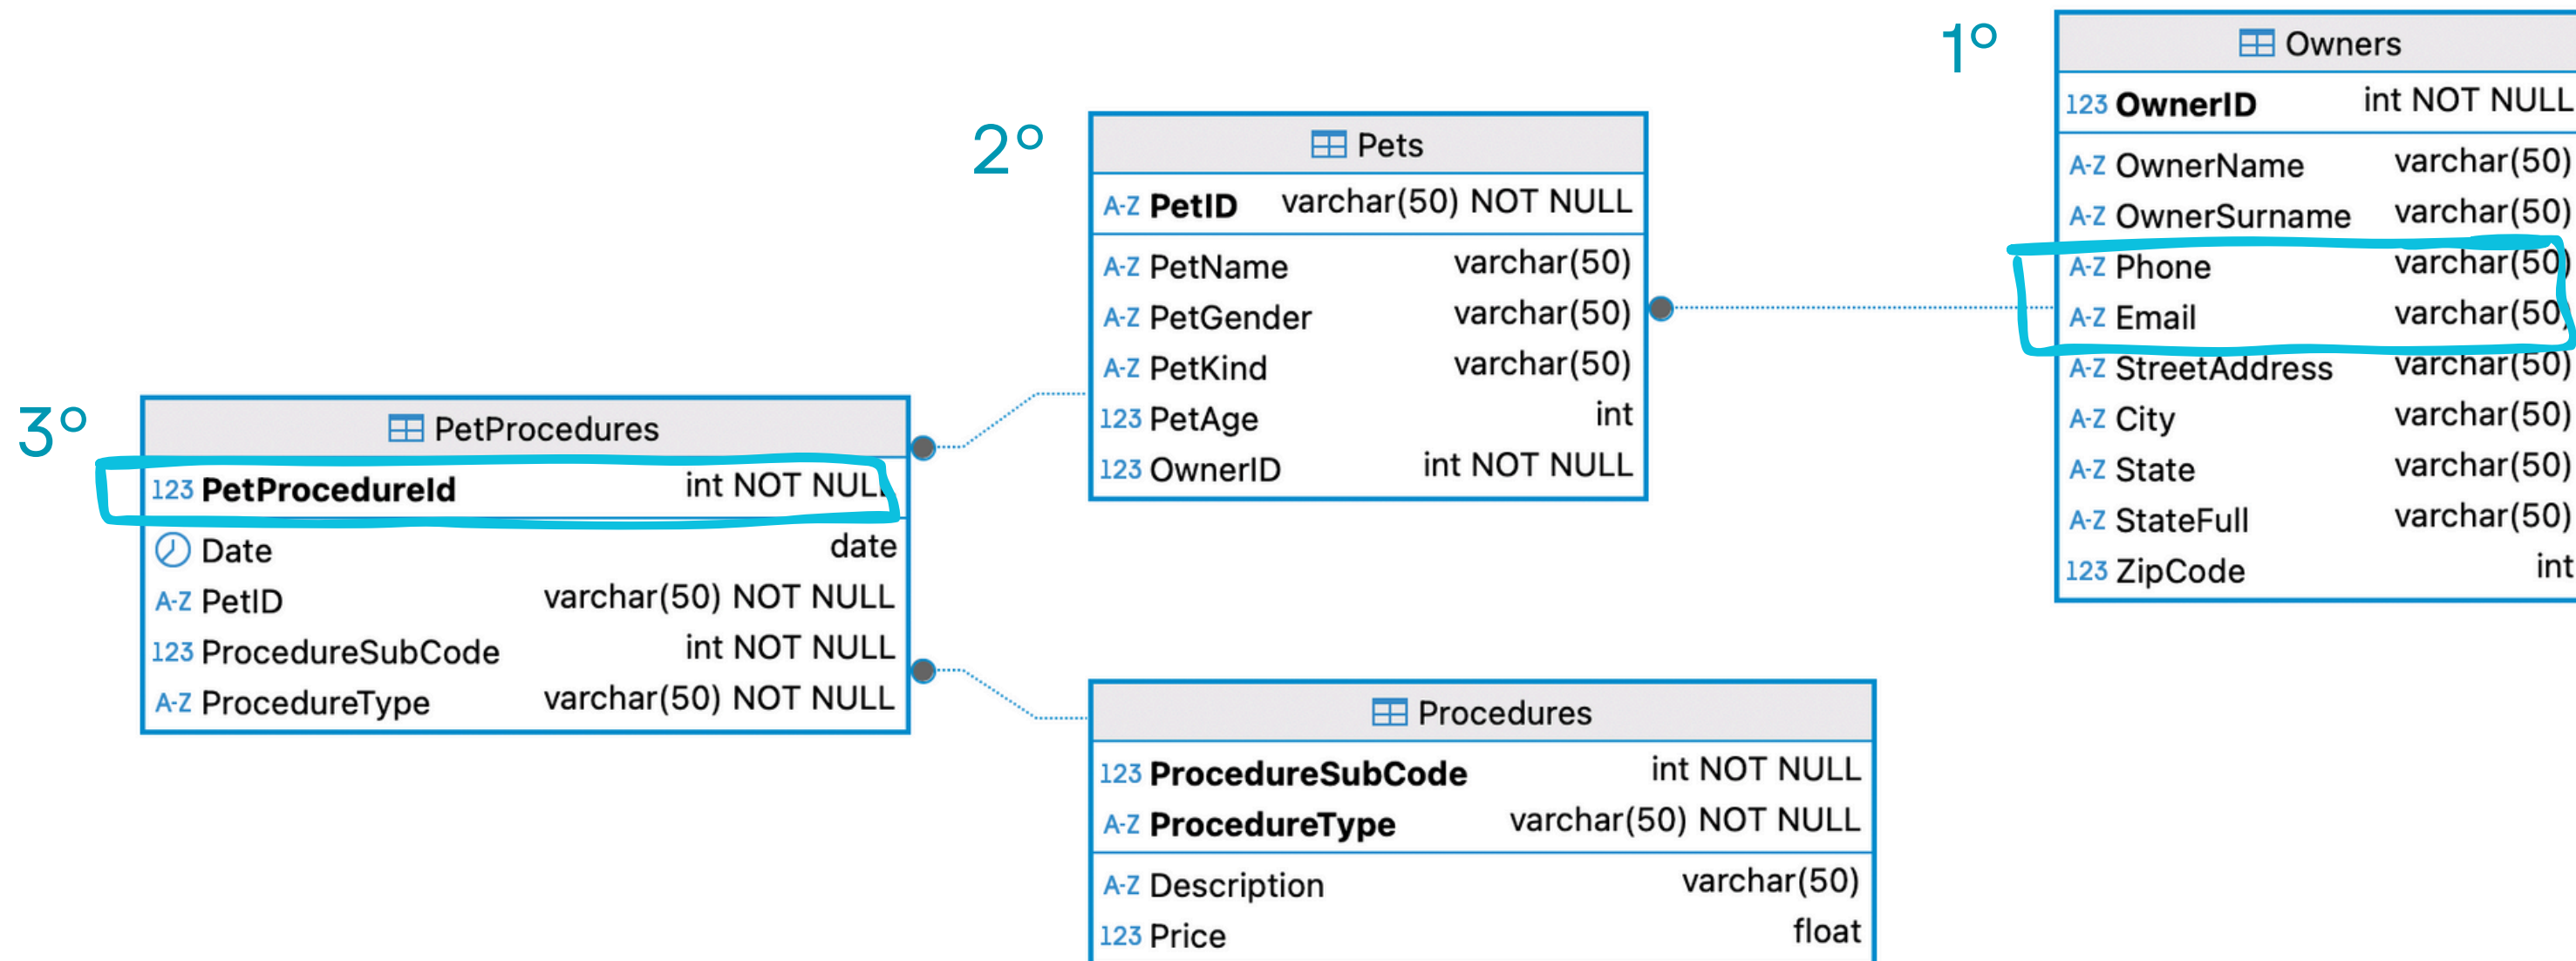 1º
Owners
123 OwnerID int NOT NULL
A-Z OwnerName varchar(50)
A-Z OwnerSurname varchar(50)
A-Z Phone varchar(50)
A-Z Email varchar(50)
A-Z StreetAddress varchar(50)
A-Z City varchar(50)
A-Z State varchar(50)
A-Z StateFull varchar(50)
123 ZipCode int
2º
Pets
A-Z PetID varchar(50) NOT NULL
A-Z PetName varchar(50)
A-Z PetGender varchar(50)
A-Z PetKind varchar(50)
123 PetAge int
123 OwnerID int NOT NULL
3º
PetProcedures
123 PetProcedureId int NOT NULL
Date date
A-Z PetID varchar(50) NOT NULL
123 ProcedureSubCode int NOT NULL
A-Z ProcedureType varchar(50) NOT NULL
Procedures
123 ProcedureSubCode int NOT NULL
A-Z ProcedureType varchar(50) NOT NULL
A-Z Description varchar(50)
123 Price float